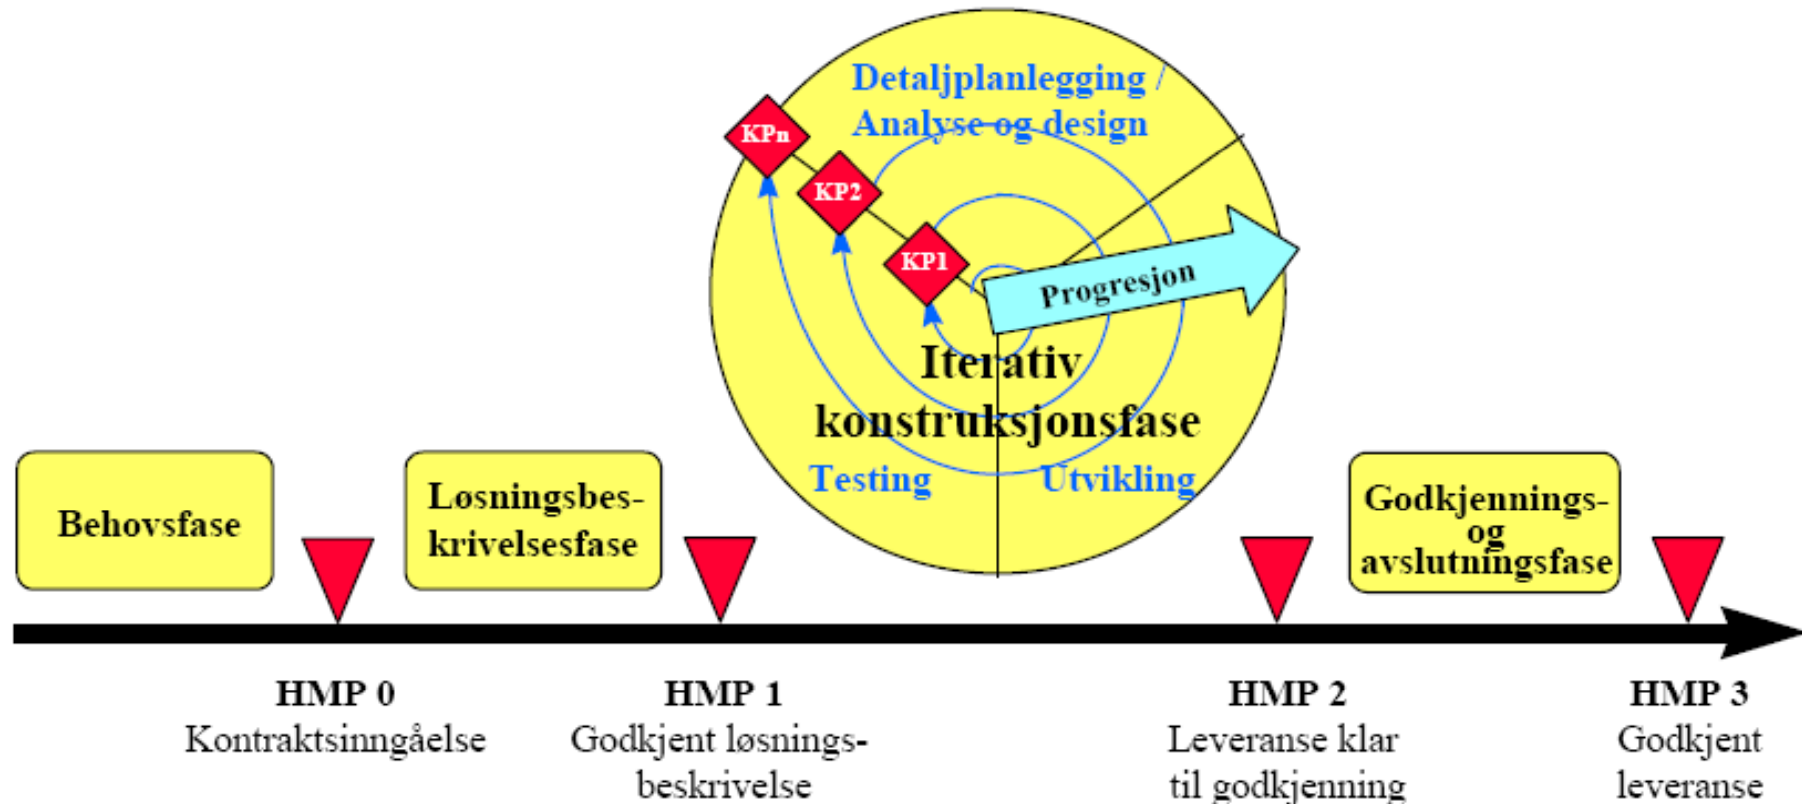 Detaljplanlegging /
Analyse og design
KPn
KP2
KP1
Progresjon
Iterativ
konstruksjonsfase
Testing
Utvikling
Behovsfase
Løsningsbes-
krivelsesfase
Godkjennings-
og
avslutningsfase
HMP 0
Kontraktsinngåelse
HMP 1
Godkjent løsnings-
beskrivelse
HMP 2
Leveranse klar
til godkjenning
HMP 3
Godkjent
leveranse